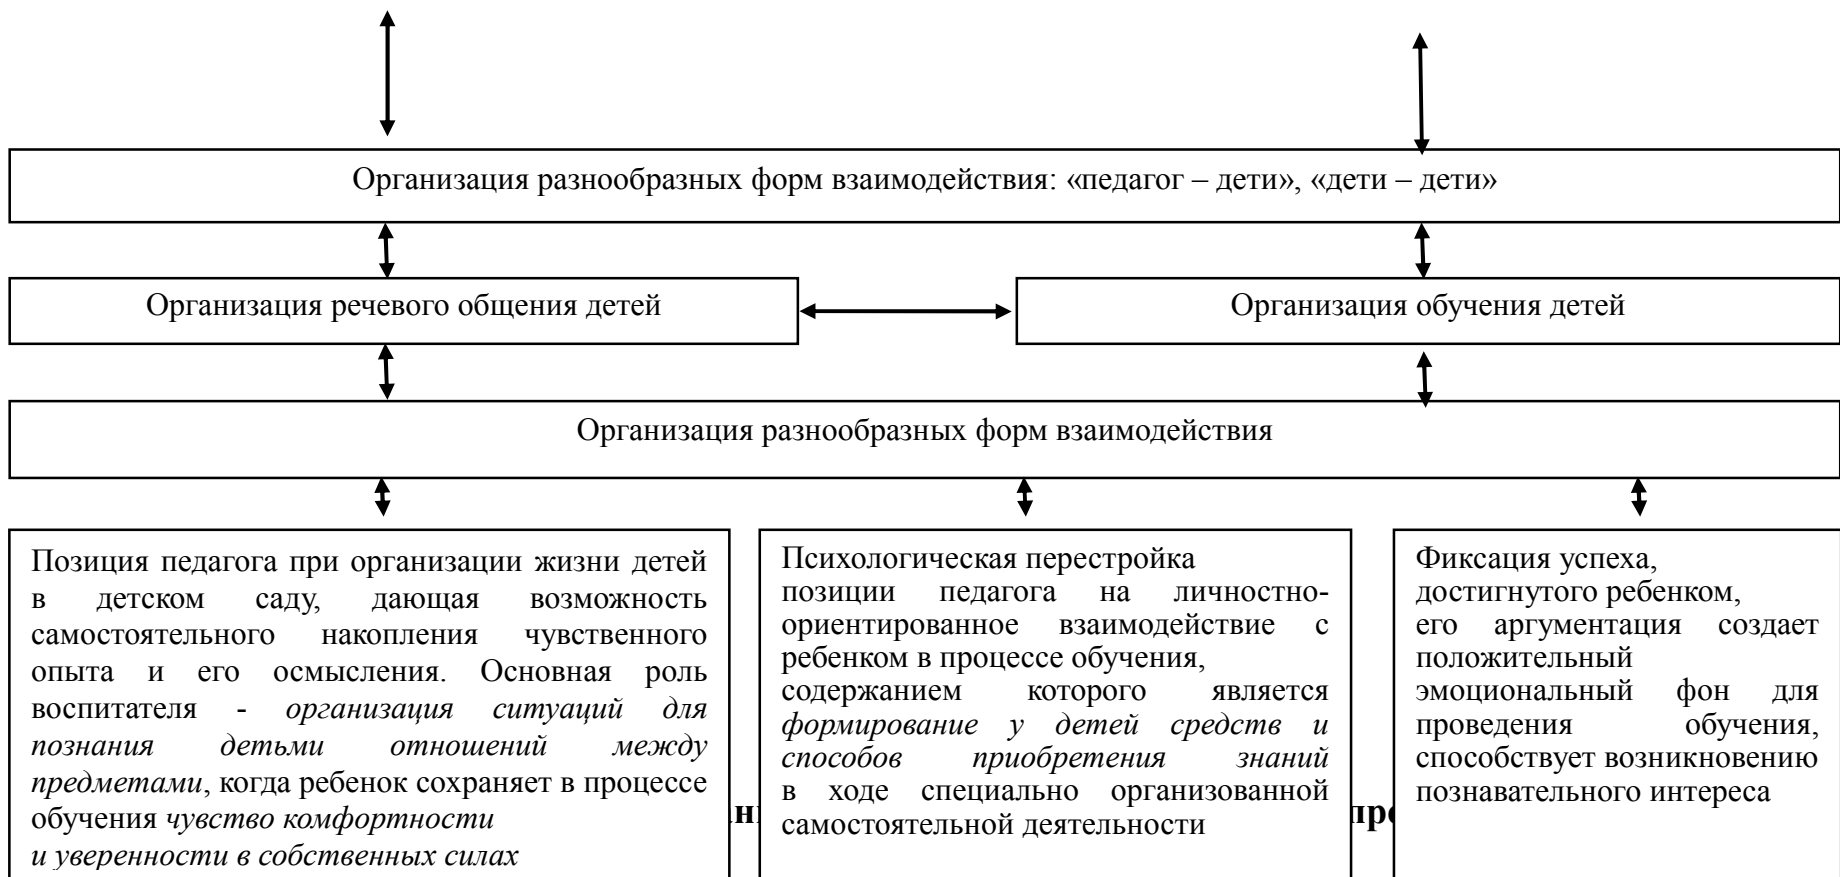 Организация разнообразных форм взаимодействия: «педагог – дети», «дети – дети»
Организация речевого общения детей
Организация обучения детей
Организация разнообразных форм взаимодействия
Позиция педагога при организации жизни детей
в детском саду, дающая возможность
самостоятельного накопления чувственного
опыта и его осмысления. Основная роль
воспитателя - организация ситуаций для
познания детьми отношений между
предметами, когда ребенок сохраняет в процессе
обучения чувство комфортности
и уверенности в собственных силах
Психологическая перестройка
позиции педагога на личностно-
ориентированное взаимодействие с
ребенком в процессе обучения,
содержанием которого является
формирование у детей средств и
способов приобретения знаний
в ходе специально организованной
самостоятельной деятельности
Фиксация успеха,
достигнутого ребенком,
его аргументация создает
положительный
эмоциональный фон для
проведения обучения,
способствует возникновению
познавательного интереса